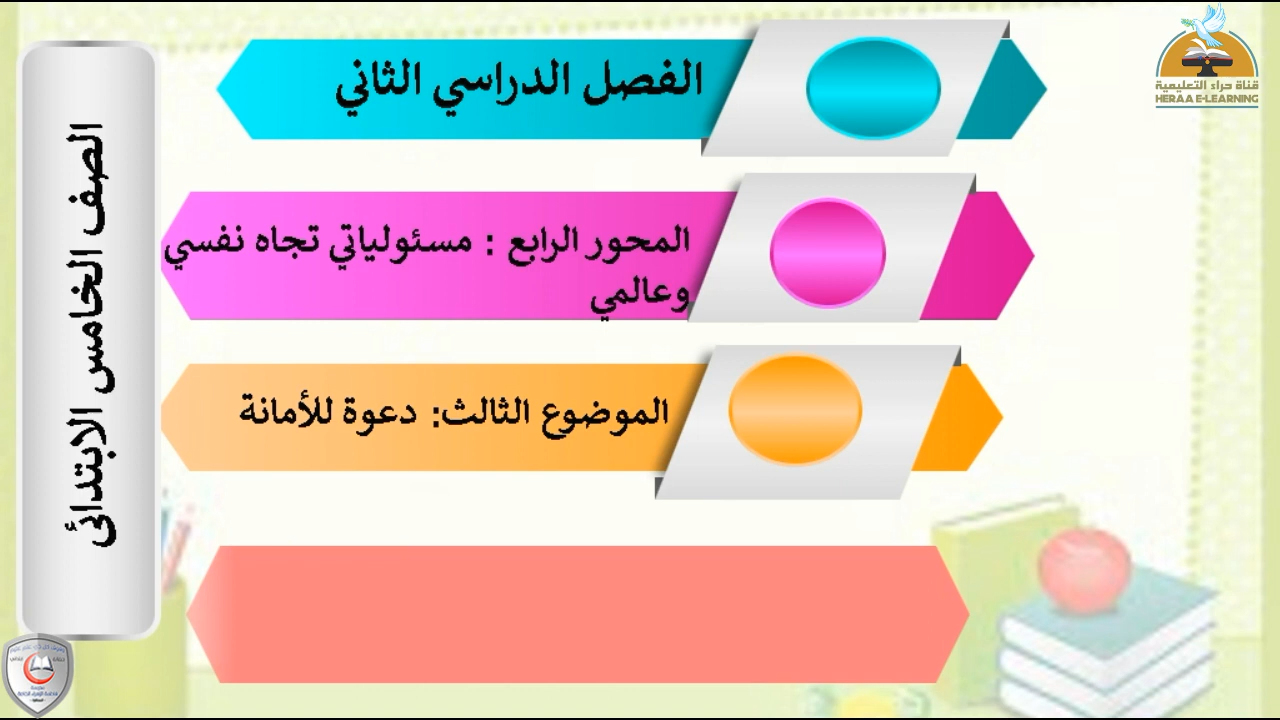 الفصل الدراسي الثاني
المحور الرابع : مسئولياتي تجاه نفسي
وعالمي
الموضوع الثالث: دعوة للأمانة
الصف الخامس الابتدائ
قناة حراء التعليمية
HERAA E-LEARNING